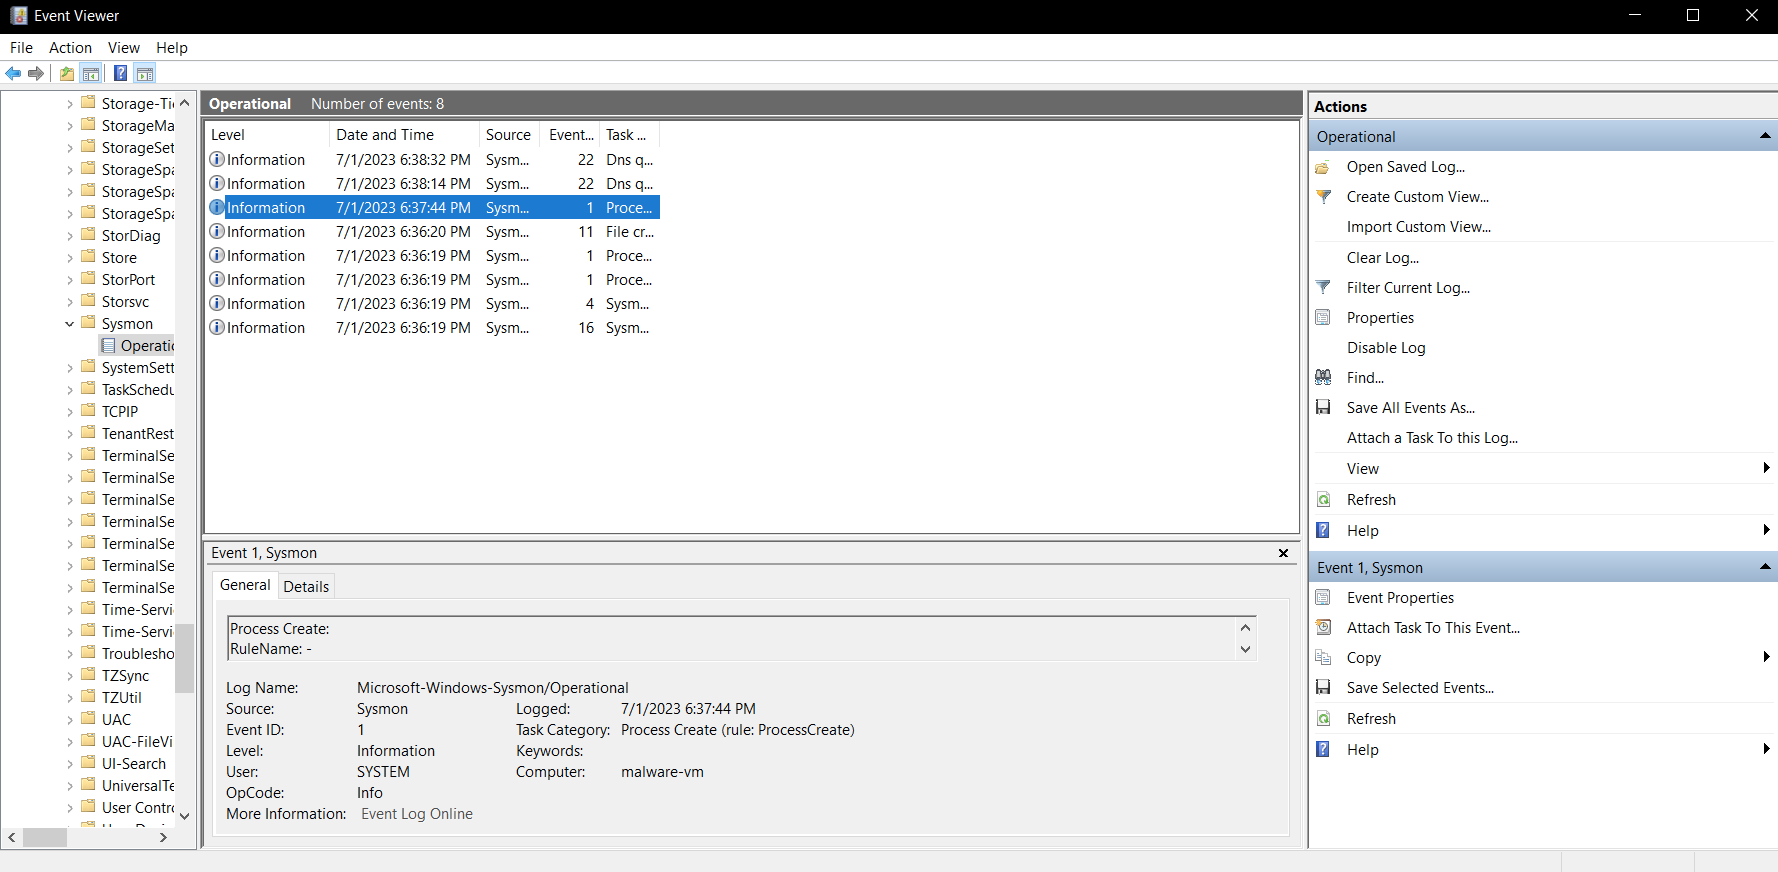 Event Viewer
File Action View Help
Storage-Ti
StorageMa
StorageSet
StorageSpa
StorageSpa
StorageSpa
StorDiag
Store
StorPort
Storsvc
Sysmon
Operatio
SystemSett
TaskSchedu
TCPIP
TenantRest
TerminalSe
TerminalSe
TerminalSe
TerminalSe
TerminalSe
TerminalSe
TerminalSe
Time-Servi
Time-Servi
Troublesho
TZSync
TZUtil
UAC
UAC-FileVi
UI-Search
UniversalTe
User Contro
Operational Number of events: 8
Level Date and Time Source Event... Task ...
Information 7/1/2023 6:38:32 PM Sysm... 22 Dns q...
Information 7/1/2023 6:38:14 PM Sysm... 22 Dns q...
Information 7/1/2023 6:37:44 PM Sysm... 1 Proce...
Information 7/1/2023 6:36:20 PM Sysm... 11 File cr...
Information 7/1/2023 6:36:19 PM Sysm... 1 Proce...
Information 7/1/2023 6:36:19 PM Sysm... 1 Proce...
Information 7/1/2023 6:36:19 PM Sysm... 4 Sysm...
Information 7/1/2023 6:36:19 PM Sysm... 16 Sysm...
Event 1, Sysmon
General Details
Process Create:
RuleName: -
Log Name: Microsoft-Windows-Sysmon/Operational
Source: Sysmon Logged: 7/1/2023 6:37:44 PM
Event ID: 1 Task Category: Process Create (rule: ProcessCreate)
Level: Information Keywords:
User: SYSTEM Computer: malware-vm
OpCode: Info
More Information: Event Log Online
Actions
Operational
Open Saved Log...
Create Custom View...
Import Custom View...
Clear Log...
Filter Current Log...
Properties
Disable Log
Find...
Save All Events As...
Attach a Task To this Log...
View
Refresh
Help
Event 1, Sysmon
Event Properties
Attach Task To This Event...
Copy
Save Selected Events...
Refresh
Help